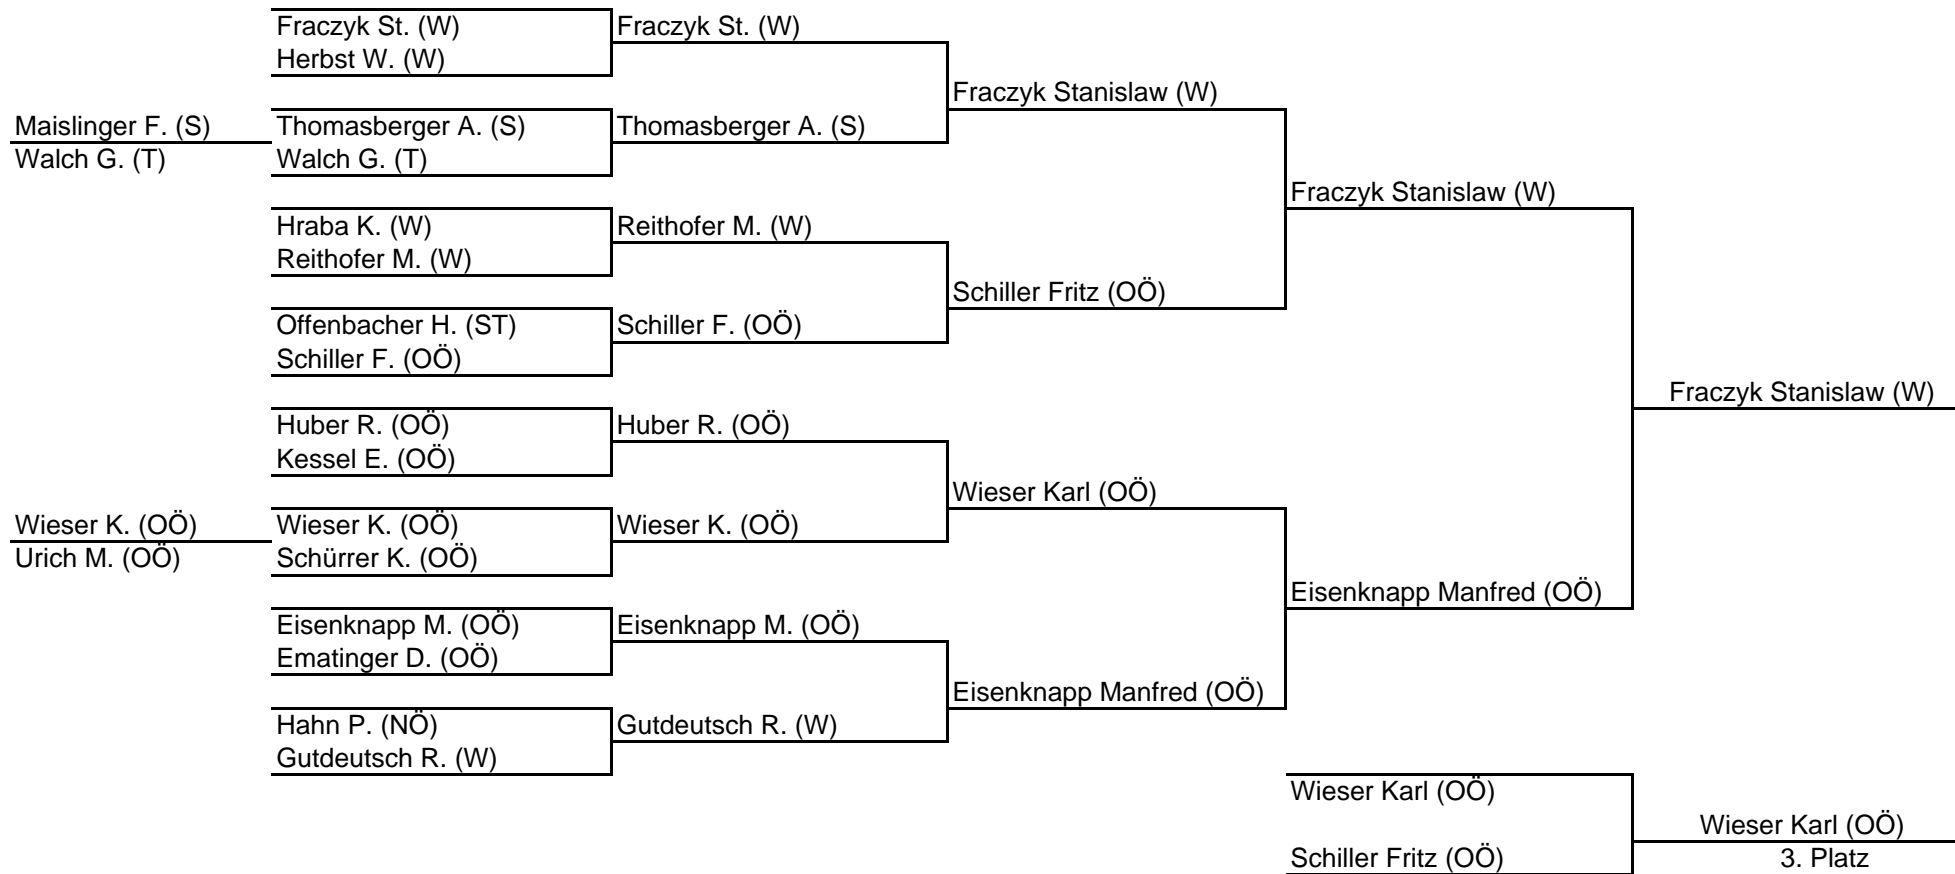 Maislinger F. (S)
Walch G. (T)
Wieser K. (OÖ)
Urich M. (OÖ)
Fraczyk St. (W)
Herbst W. (W)
Thomasberger A. (S)
Walch G. (T)
Hraba K. (W)
Reithofer M. (W)
Offenbacher H. (ST)
Schiller F. (OÖ)
Huber R. (OÖ)
Kessel E. (OÖ)
Wieser K. (OÖ)
Schürrer K. (OÖ)
Eisenknapp M. (OÖ)
Ematinger D. (OÖ)
Hahn P. (NÖ)
Gutdeutsch R. (W)
Fraczyk St. (W)
Thomasberger A. (S)
Reithofer M. (W)
Schiller F. (OÖ)
Huber R. (OÖ)
Wieser K. (OÖ)
Eisenknapp M. (OÖ)
Gutdeutsch R. (W)
Fraczyk Stanislaw (W)
Schiller Fritz (OÖ)
Wieser Karl (OÖ)
Eisenknapp Manfred (OÖ)
Fraczyk Stanislaw (W)
Eisenknapp Manfred (OÖ)
Fraczyk Stanislaw (W)
Wieser Karl (OÖ)
Schiller Fritz (OÖ)
Wieser Karl (OÖ)
3. Platz